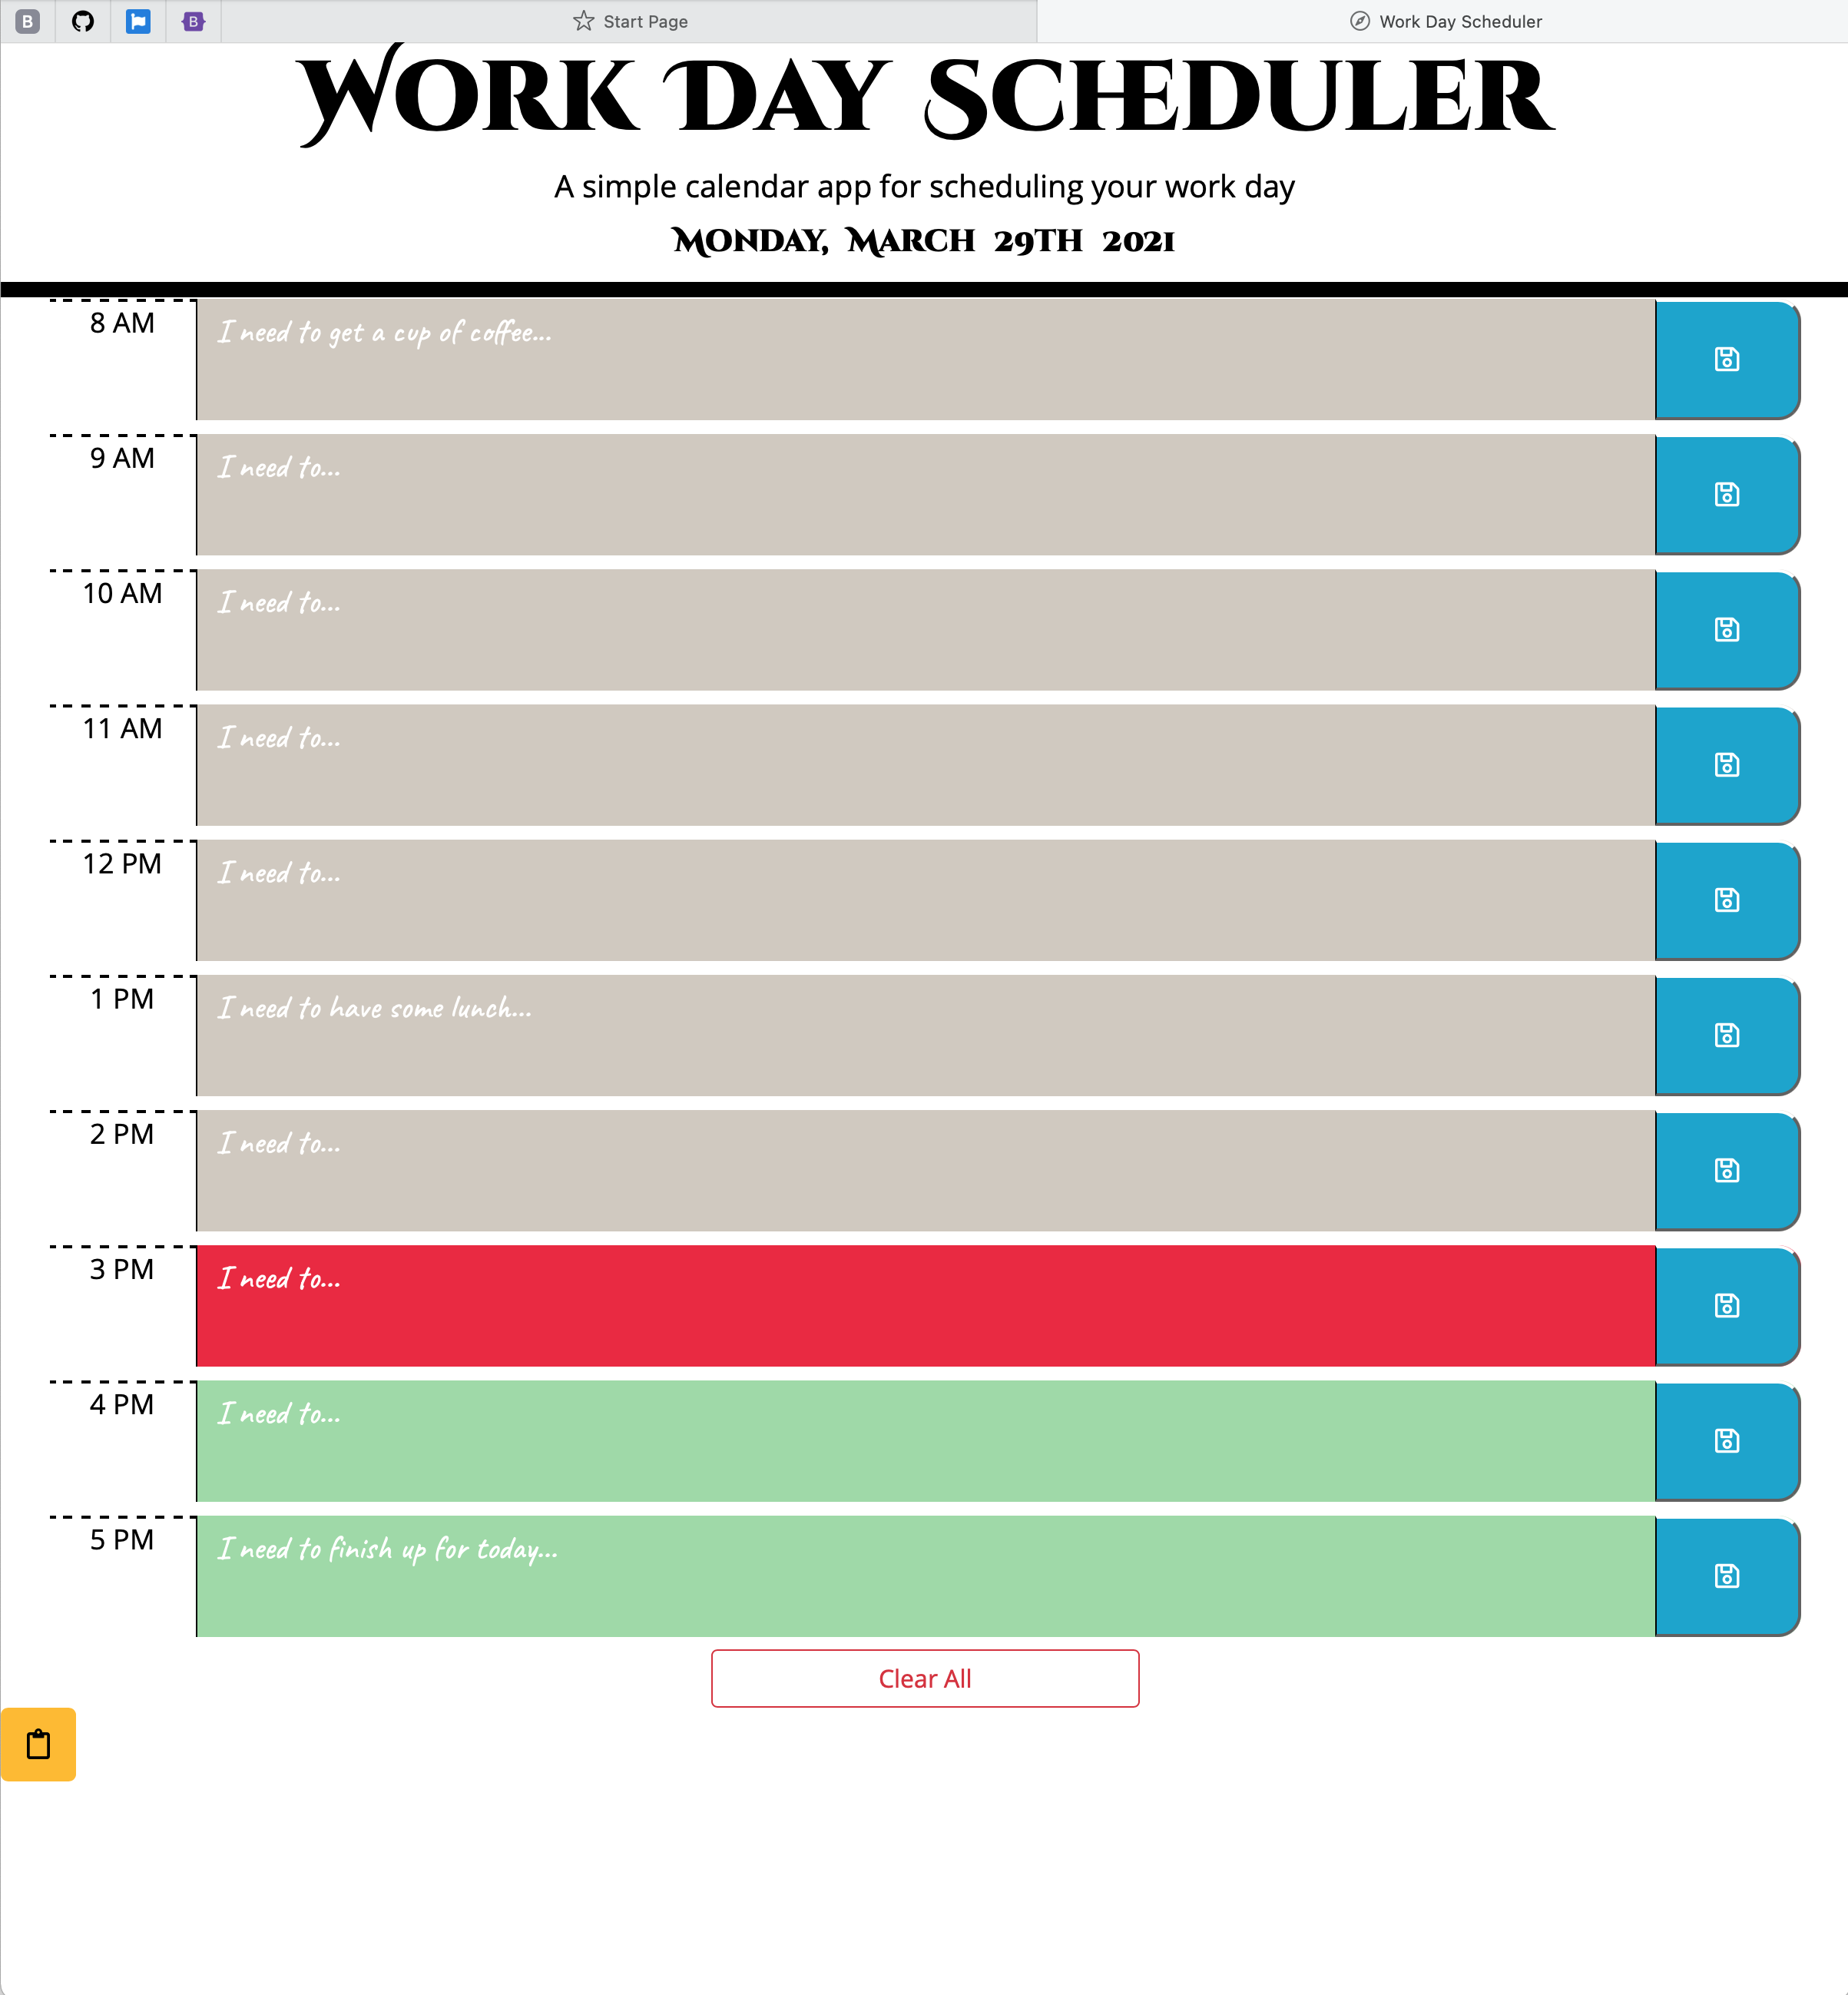 B
B
Start Page
Work Day Scheduler
Work Day Scheduler
A simple calendar app for scheduling your work day
Monday, March 29th 2021
8 AM
I need to get a cup of coffee...
9 AM
I need to...
10 AM
I need to...
11 AM
I need to...
12 PM
I need to...
1 PM
I need to have some lunch...
2 PM
I need to...
3 PM
I need to...
4 PM
I need to...
5 PM
I need to finish up for today...
Clear All